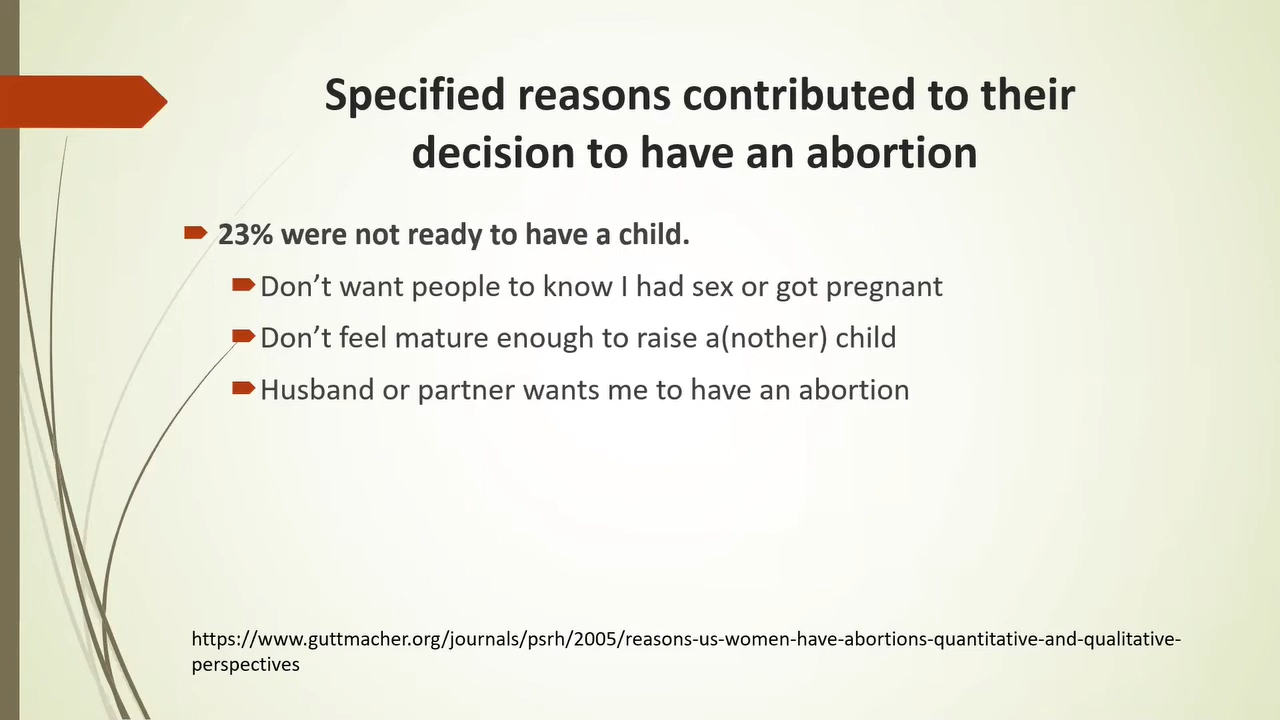 Specified reasons contributed to their
decision to have an abortion
23% were not ready to have a child.
Don’t want people to know I had sex or got pregnant
Don’t feel mature enough to raise a(nother) child
Husband or partner wants me to have an abortion
https://www.guttmacher.org/journals/psrh/2005/reasons-us-women-have-abortions-quantitative-and-qualitative-
perspectives